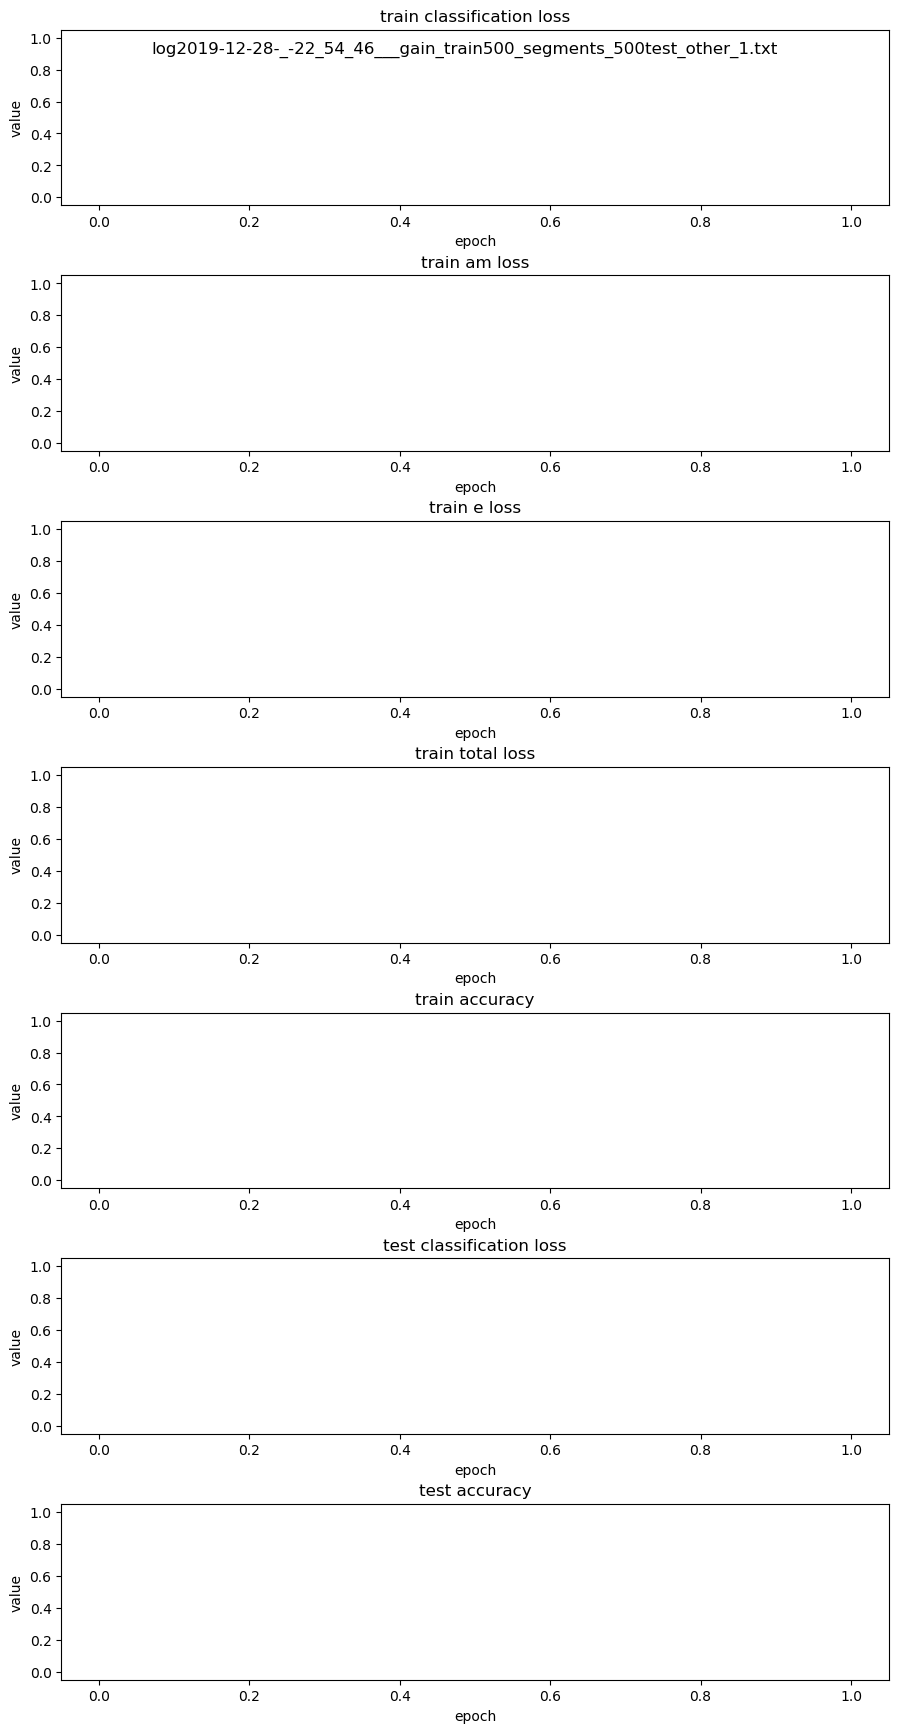 train classification loss
log2019-12-28-_-22_54_46___gain_train500_segments_500test_other_1.txt
1.0
0.8
0.6
0.4
0.2
0.0
value
0.0 0.2 0.4 0.6 0.8 1.0
epoch
train am loss
1.0
0.8
0.6
0.4
0.2
0.0
value
0.0 0.2 0.4 0.6 0.8 1.0
epoch
train e loss
1.0
0.8
0.6
0.4
0.2
0.0
value
0.0 0.2 0.4 0.6 0.8 1.0
epoch
train total loss
1.0
0.8
0.6
0.4
0.2
0.0
value
0.0 0.2 0.4 0.6 0.8 1.0
epoch
train accuracy
1.0
0.8
0.6
0.4
0.2
0.0
value
0.0 0.2 0.4 0.6 0.8 1.0
epoch
test classification loss
1.0
0.8
0.6
0.4
0.2
0.0
value
0.0 0.2 0.4 0.6 0.8 1.0
epoch
test accuracy
1.0
0.8
0.6
0.4
0.2
0.0
value
0.0 0.2 0.4 0.6 0.8 1.0
epoch